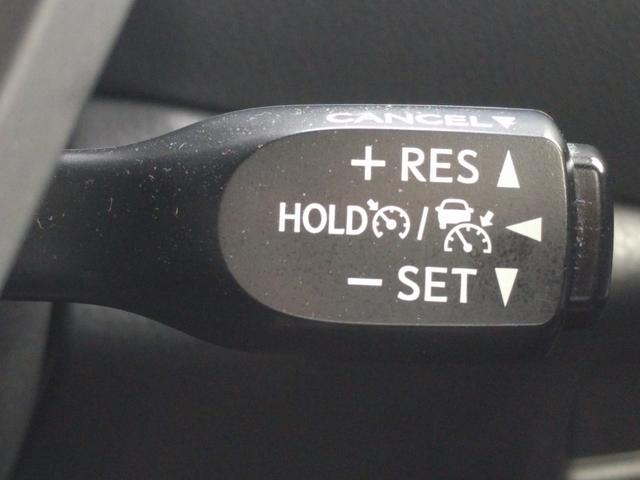 CANCEL
+ RES
HOLD /
- SET